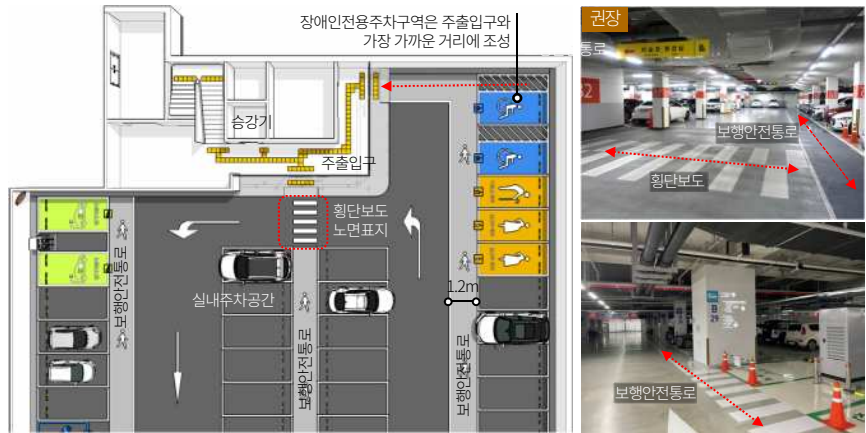 장애인전용주차구역은 주출입구와
가장 가까운 거리에 조성
승강기
주출입구
횡단보도
노면표지
실내주차공간
1.2m
보행안전통로
보행안전통로
보행안전통로
권장
통로
보행안전통로
횡단보도
B
29
보행안전통로